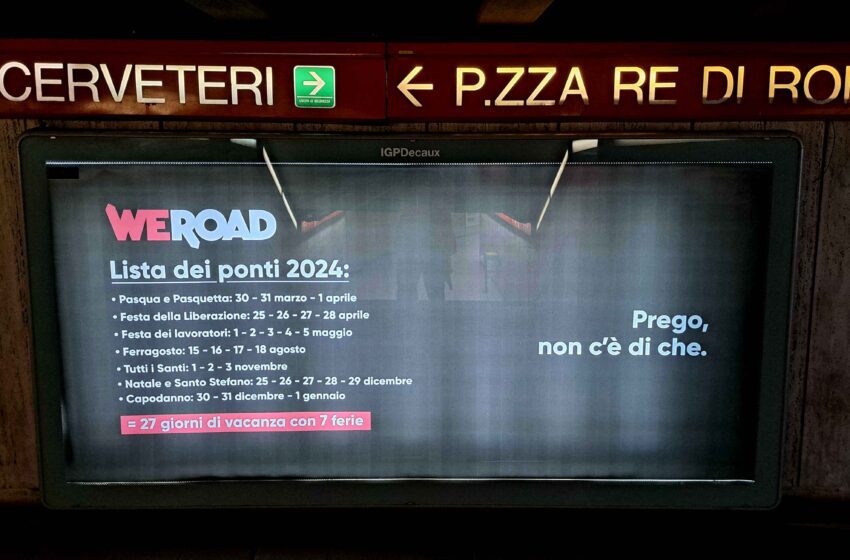 CERVETERI
← P.ZZA RE DI RO
IGPDecaux
WEROAD
Lista dei ponti 2024:
• Pasqua e Pasquetta: 30 - 31 marzo - 1 aprile
• Festa della Liberazione: 25 - 26 - 27 - 28 aprile
• Festa dei lavoratori: 1 - 2 - 3 - 4 - 5 maggio
• Ferragosto: 15 - 16 - 17 - 18 agosto
• Tutti i Santi: 1 - 2 - 3 novembre
• Natale e Santo Stefano: 25 - 26 - 27 - 28 - 29 dicembre
• Capodanno: 30 - 31 dicembre - 1 gennaio
= 27 giorni di vacanza con 7 ferie
Prego,
non c'è di che.